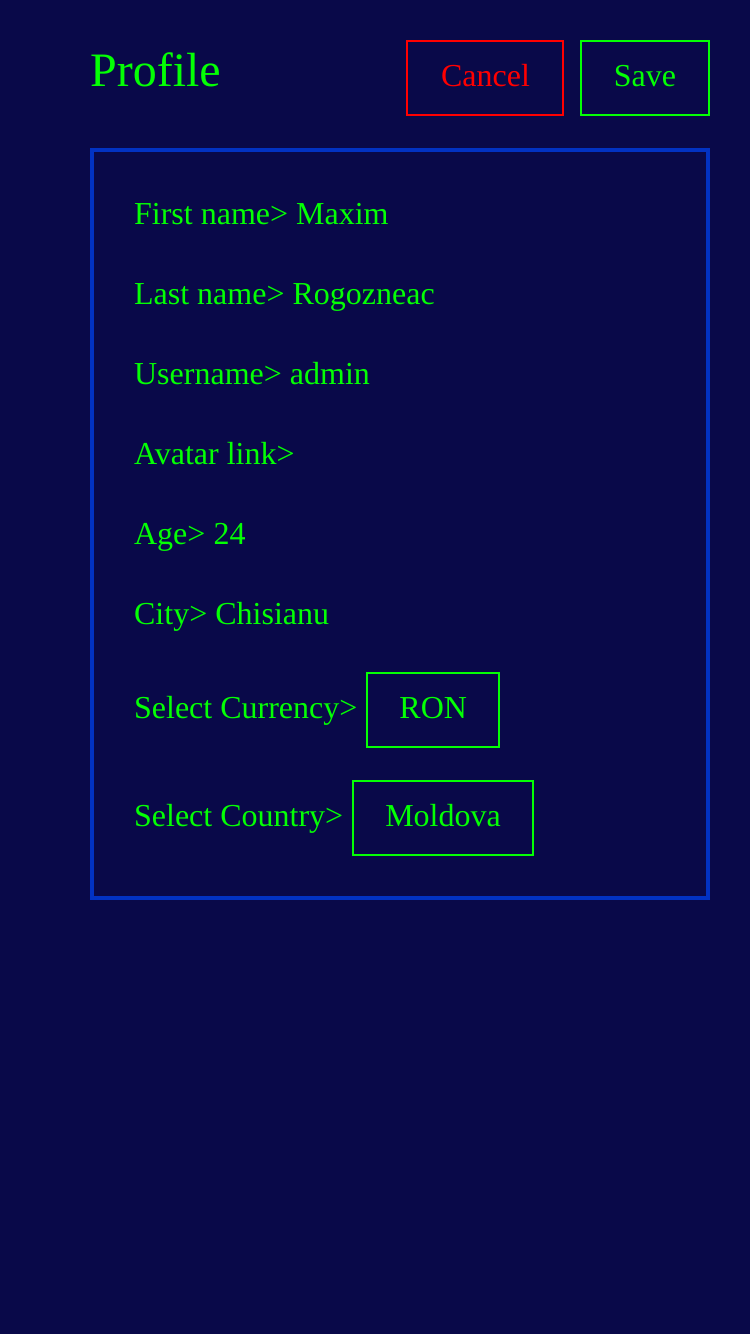 Profile
Cancel
Save
First name> Maxim
Last name> Rogozneac
Username> admin
Avatar link>
Age> 24
City> Chisianu
Select Currency> RON
Select Country> Moldova